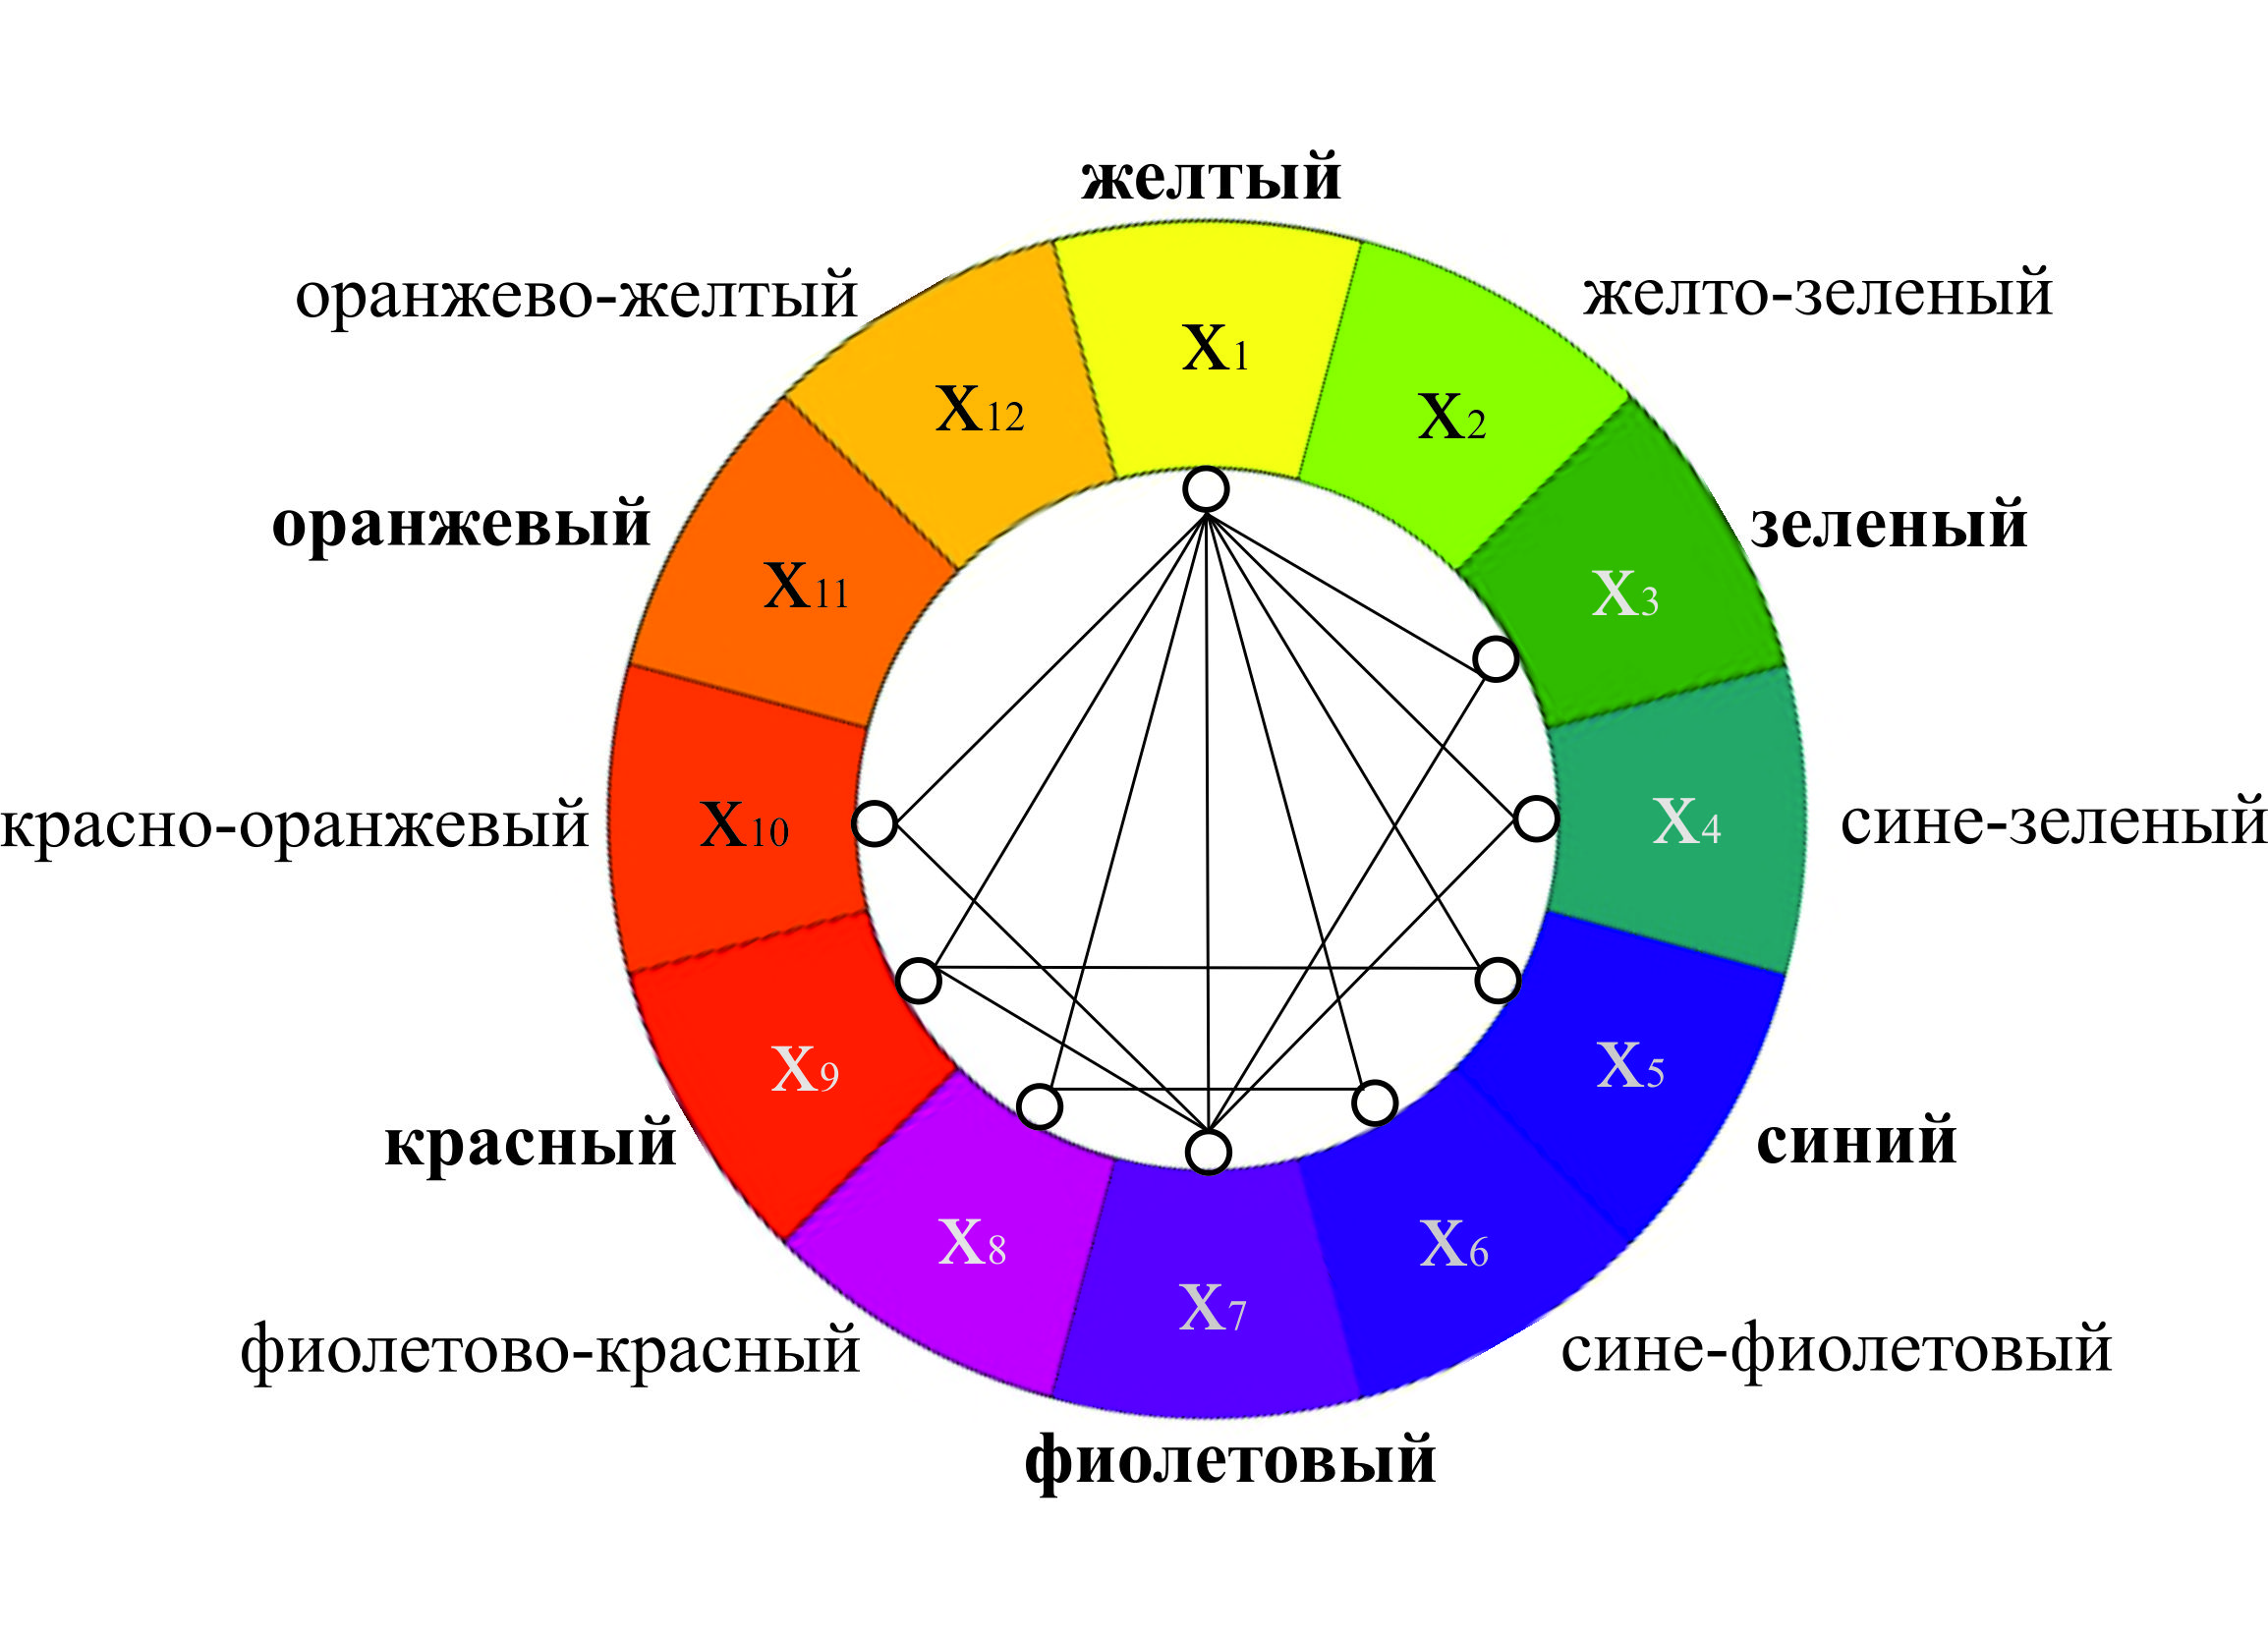 желтый
оранжево-желтый
желто-зеленый
X1
X12
X2
оранжевый
зеленый
X11
X3
красно-оранжевый
X10
X4
сине-зеленый
X9
X5
красный
синий
X8
X6
X7
фиолетово-красный
сине-фиолетовый
фиолетовый